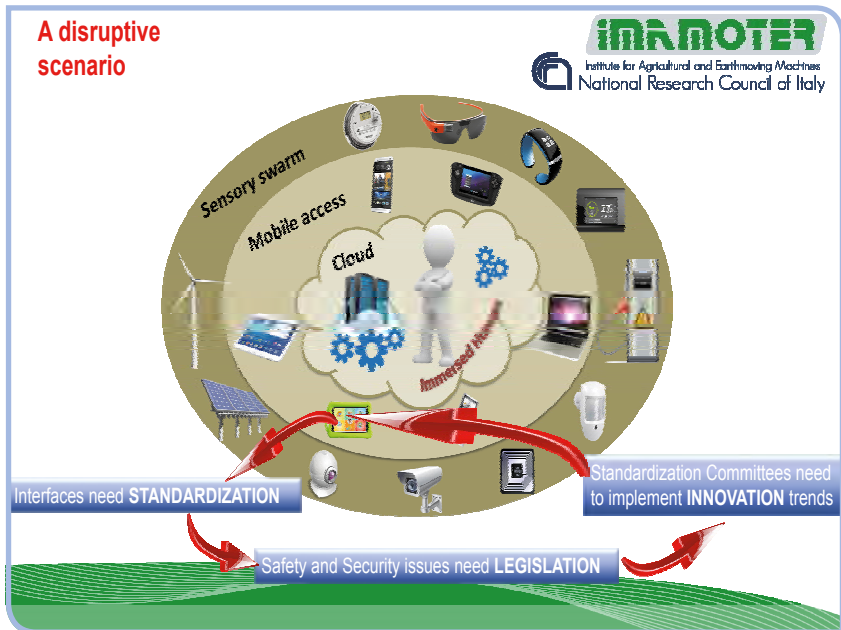 A disruptive
scenario
IMAMOTER
Institute for Agricultural and Earthmoving Machines
National Research Council of Italy
Sensory swarm
Mobile access
Cloud
Immersed
Interfaces need STANDARDIZATION
Standardization Committees need
to implement INNOVATION trends
Safety and Security issues need LEGISLATION